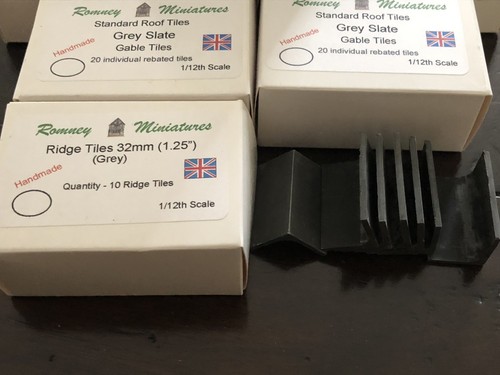 Romney Miniatures
Standard Roof Tiles
Grey Slate
Gable Tiles
Handmade
20 individual rebated tiles
1/12th Scale
Romney Miniatures
Standard Roof Tiles
Grey Slate
Gable Tiles
Handmade
20 individual rebated tiles
1/12th Scale
Romney Miniatures
Ridge Tiles 32mm (1.25")
(Grey)
Handmade
Quantity - 10 Ridge Tiles
1/12th Scale